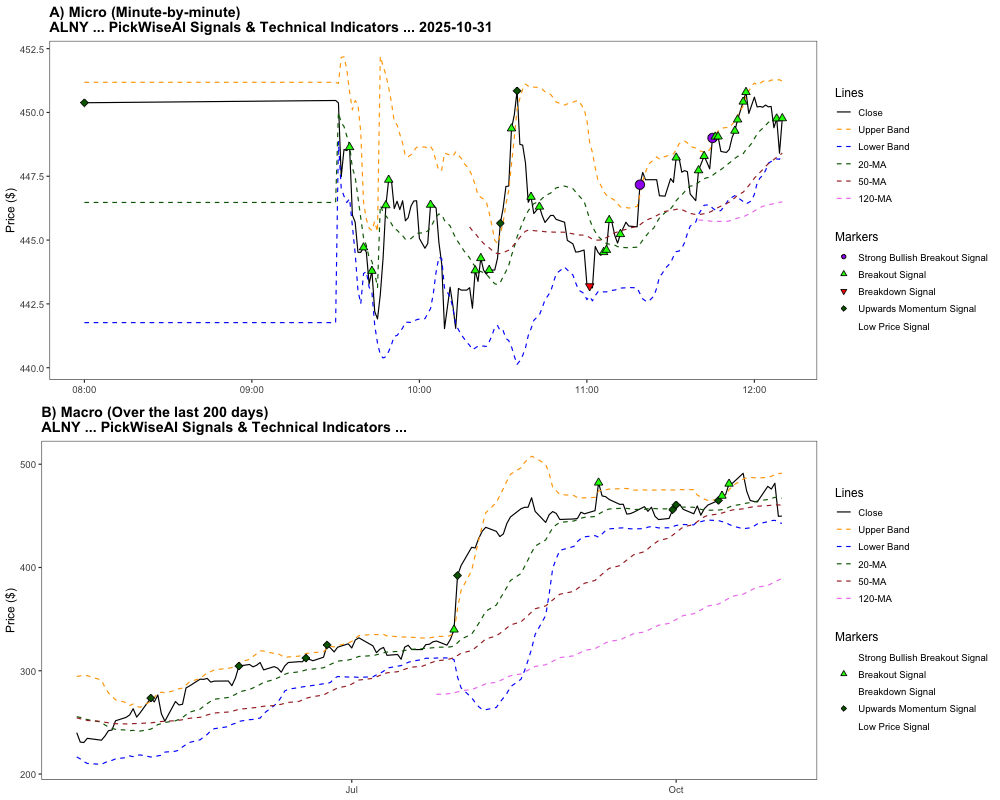 A) Micro (Minute-by-minute)
ALNY ... PickWiseAI Signals & Technical Indicators ... 2025-10-31
Price ($)
452.5
450.0
447.5
445.0
442.5
440.0
08:00
09:00
10:00
11:00
12:00
Lines
Close
Upper Band
Lower Band
20-MA
50-MA
120-MA
Markers
Strong Bullish Breakout Signal
Breakout Signal
Breakdown Signal
Upwards Momentum Signal
Low Price Signal
B) Macro (Over the last 200 days)
ALNY ... PickWiseAI Signals & Technical Indicators ...
Price ($)
500
400
300
200
Jul
Oct
Lines
Close
Upper Band
Lower Band
20-MA
50-MA
120-MA
Markers
Strong Bullish Breakout Signal
Breakout Signal
Breakdown Signal
Upwards Momentum Signal
Low Price Signal